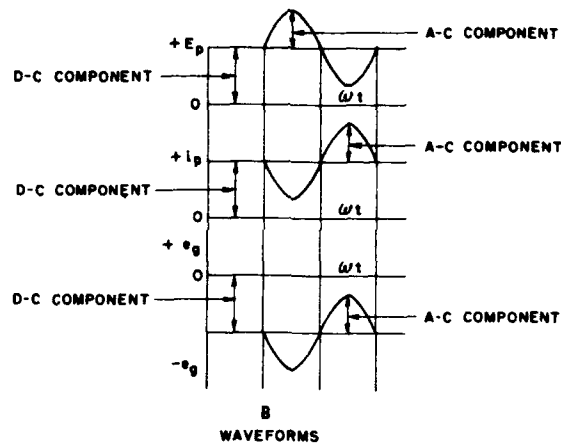 A-C COMPONENT
+ Ep
D-C COMPONENT
0
ωt
+ ip
A-C COMPONENT
D-C COMPONENT
0
ωt
+ eg
0
ωt
D-C COMPONENT
A-C COMPONENT
-eg
B
WAVEFORMS